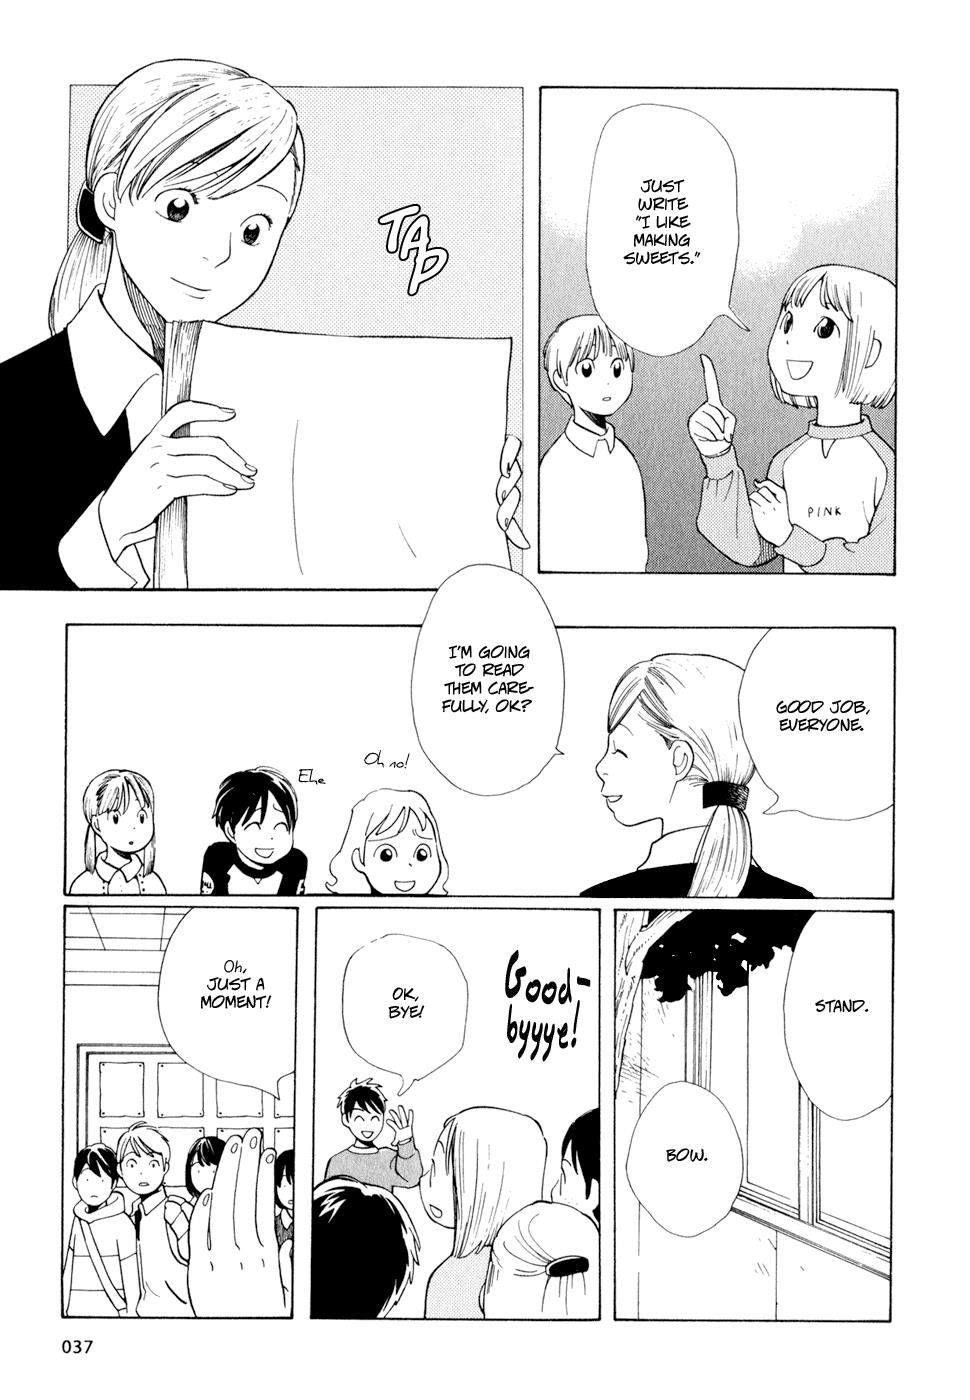 JUST
WRITE
"I LIKE
MAKING
SWEETS."
PINK
TAP
GOOD JOB,
EVERYONE.
I'M GOING
TO READ
THEM CARE-
FULLY, OK?
Oh no!
Ehe
STAND.
BOW.
Good-
byyye!
OK,
BYE!
Oh,
JUST A
MOMENT!
037